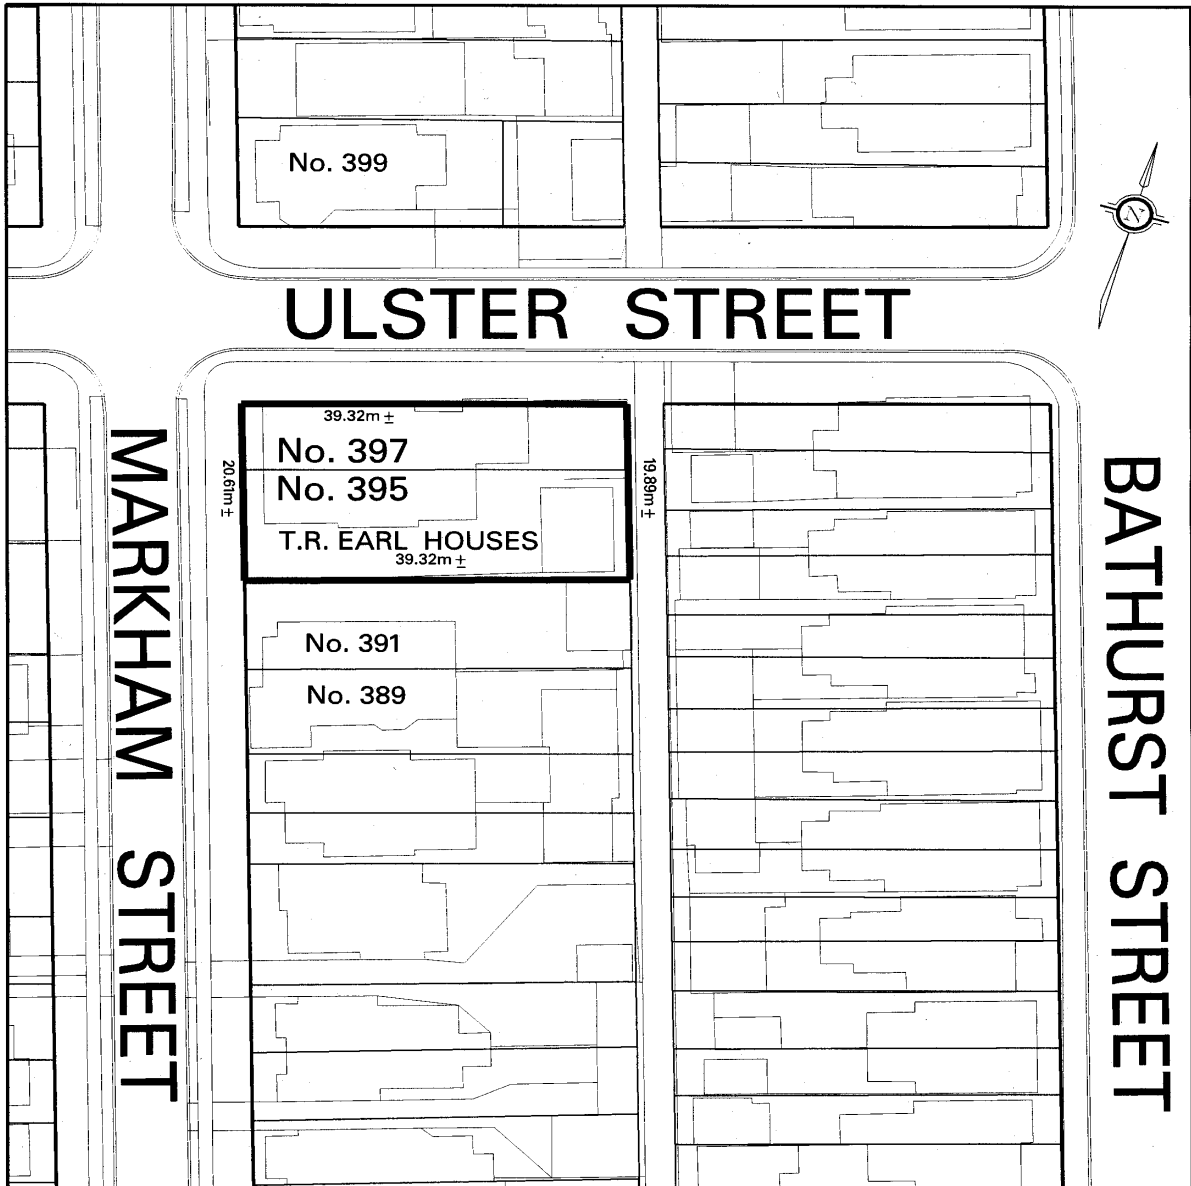 No. 399
N
ULSTER STREET
39.32m ±
No. 397
20.61m ±
19.89m ±
No. 395
T.R. EARL HOUSES
39.32m ±
No. 391
No. 389
MARKHAM STREET
BATHURST STREET